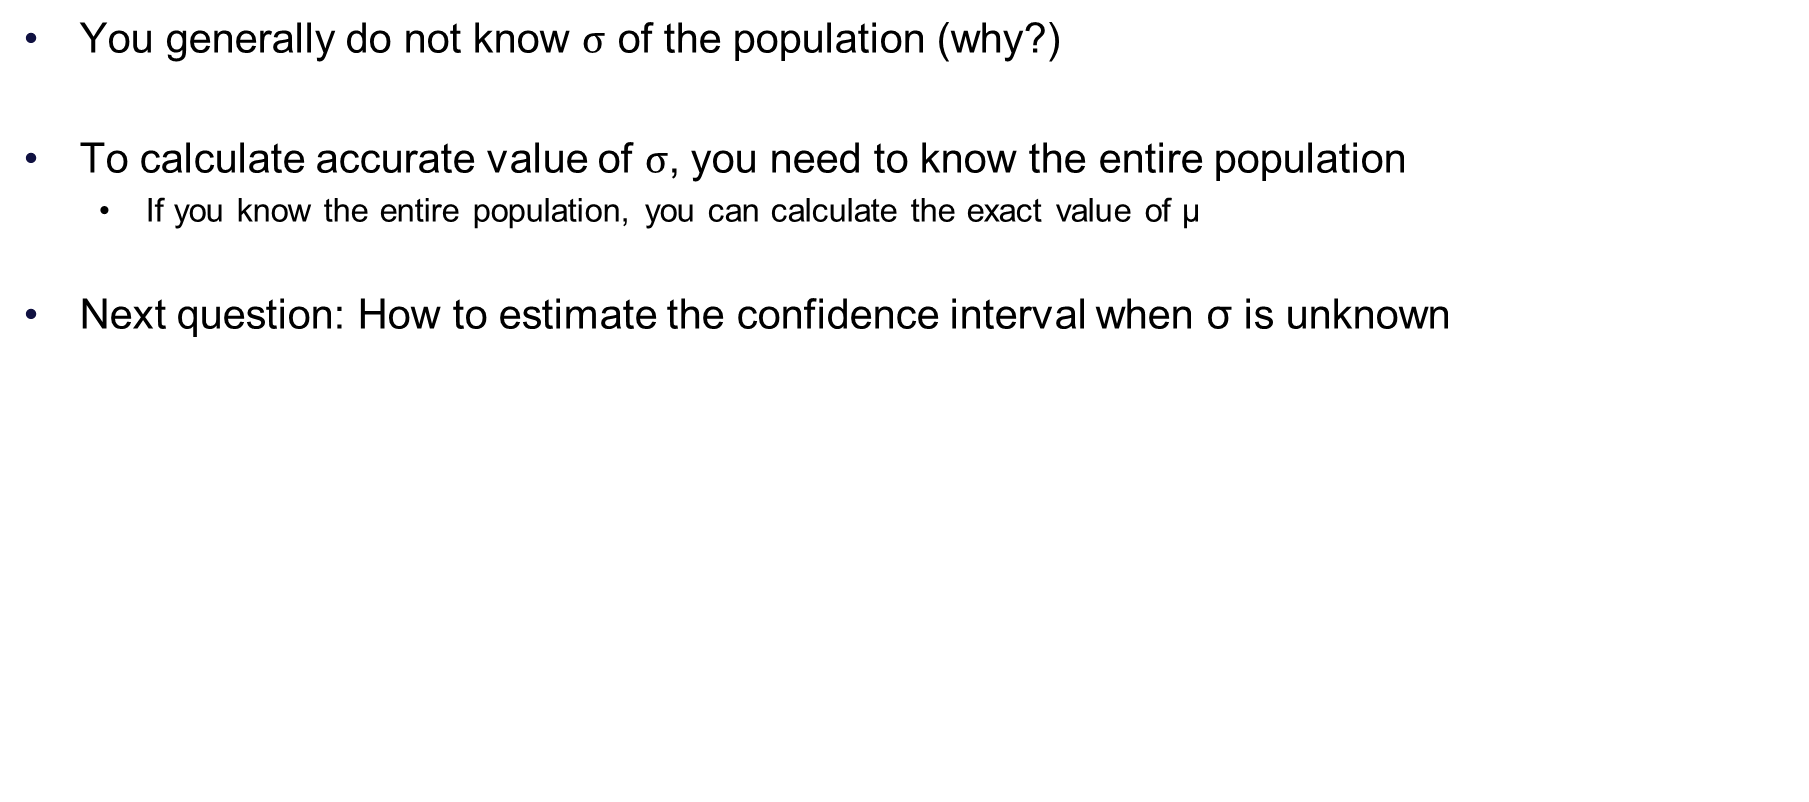 • You generally do not know σ of the population (why?)
• To calculate accurate value of σ, you need to know the entire population
• If you know the entire population, you can calculate the exact value of μ
• Next question: How to estimate the confidence interval when σ is unknown